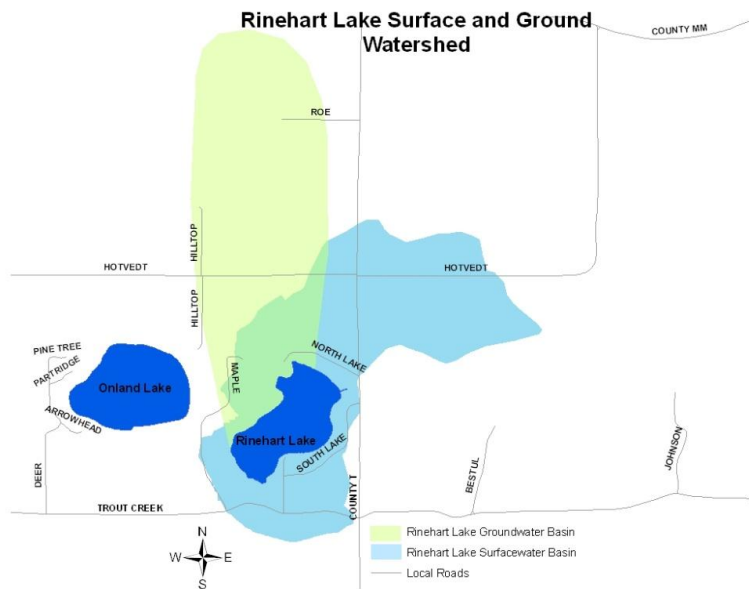 Rinehart Lake Surface and Ground
Watershed
COUNTY MM
ROE
HILLTOP
HOTVEDT
HOTVEDT
HILLTOP
PINE TREE
PARTRIDGE
NORTH LAKE
MAPLE
Onland Lake
ARROWHEAD
Rinehart Lake
SOUTH LAKE
DEER
BESTUL
JOHNSON
TROUT CREEK
COUNTY T
N
W E
S
Rinehart Lake Groundwater Basin
Rinehart Lake Surfacewater Basin
Local Roads